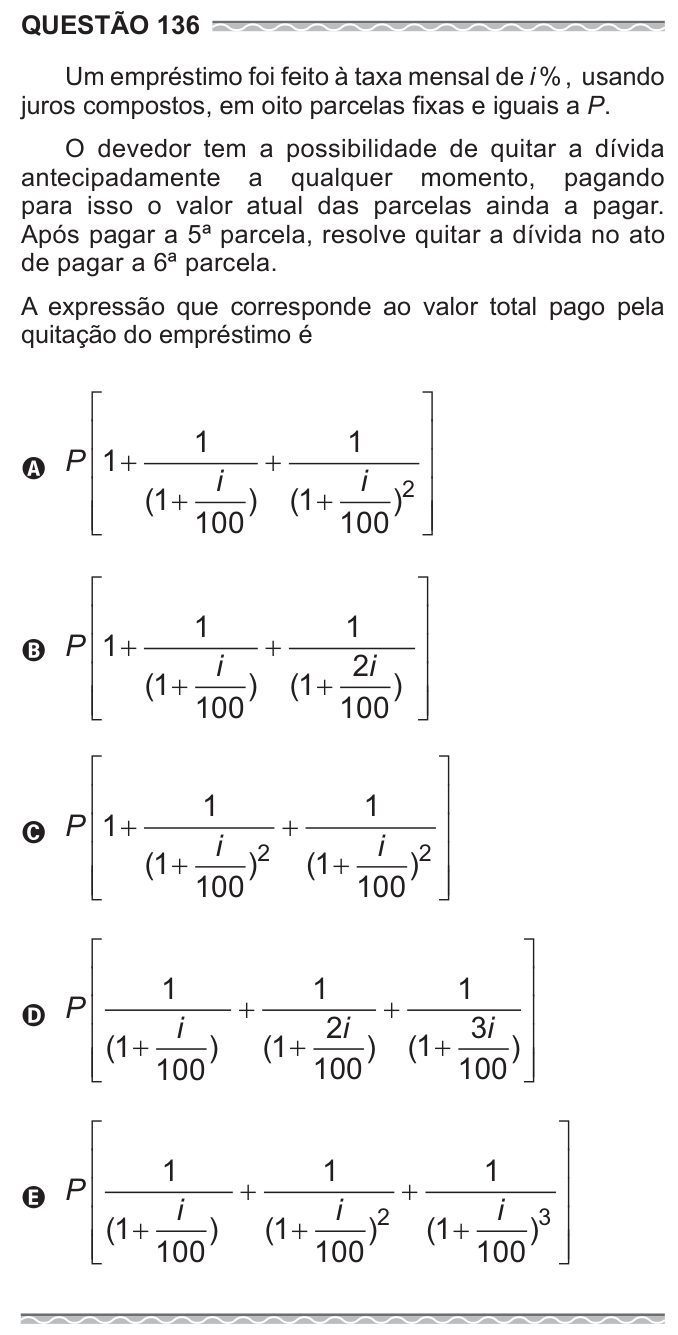 QUESTÃO 136
Um empréstimo foi feito à taxa mensal de i%, usando
juros compostos, em oito parcelas fixas e iguais a P.
O devedor tem a possibilidade de quitar a dívida
antecipadamente a qualquer momento, pagando
para isso o valor atual das parcelas ainda a pagar.
Após pagar a 5ª parcela, resolve quitar a dívida no ato
de pagar a 6ª parcela.
A expressão que corresponde ao valor total pago pela
quitação do empréstimo é
A P[1 + 1/(1 + i/100) + 1/(1 + i/100)²]
B P[1 + 1/(1 + i/100) + 1/(1 + 2i/100)]
C P[1 + 1/(1 + i/100)² + 1/(1 + i/100)²]
D P[1/(1 + i/100) + 1/(1 + 2i/100) + 1/(1 + 3i/100)]
E P[1/(1 + i/100) + 1/(1 + i/100)² + 1/(1 + i/100)³]